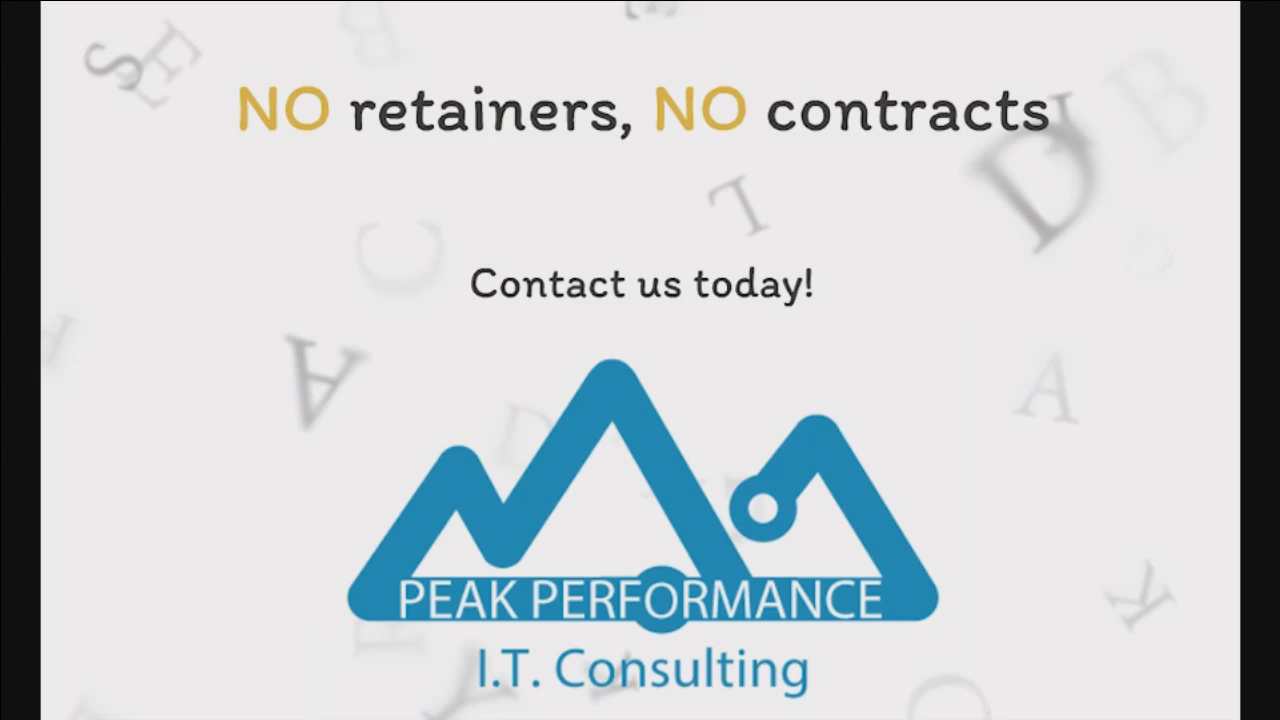 NO retainers, NO contracts
Contact us today!
PEAK PERFORMANCE
I.T. Consulting